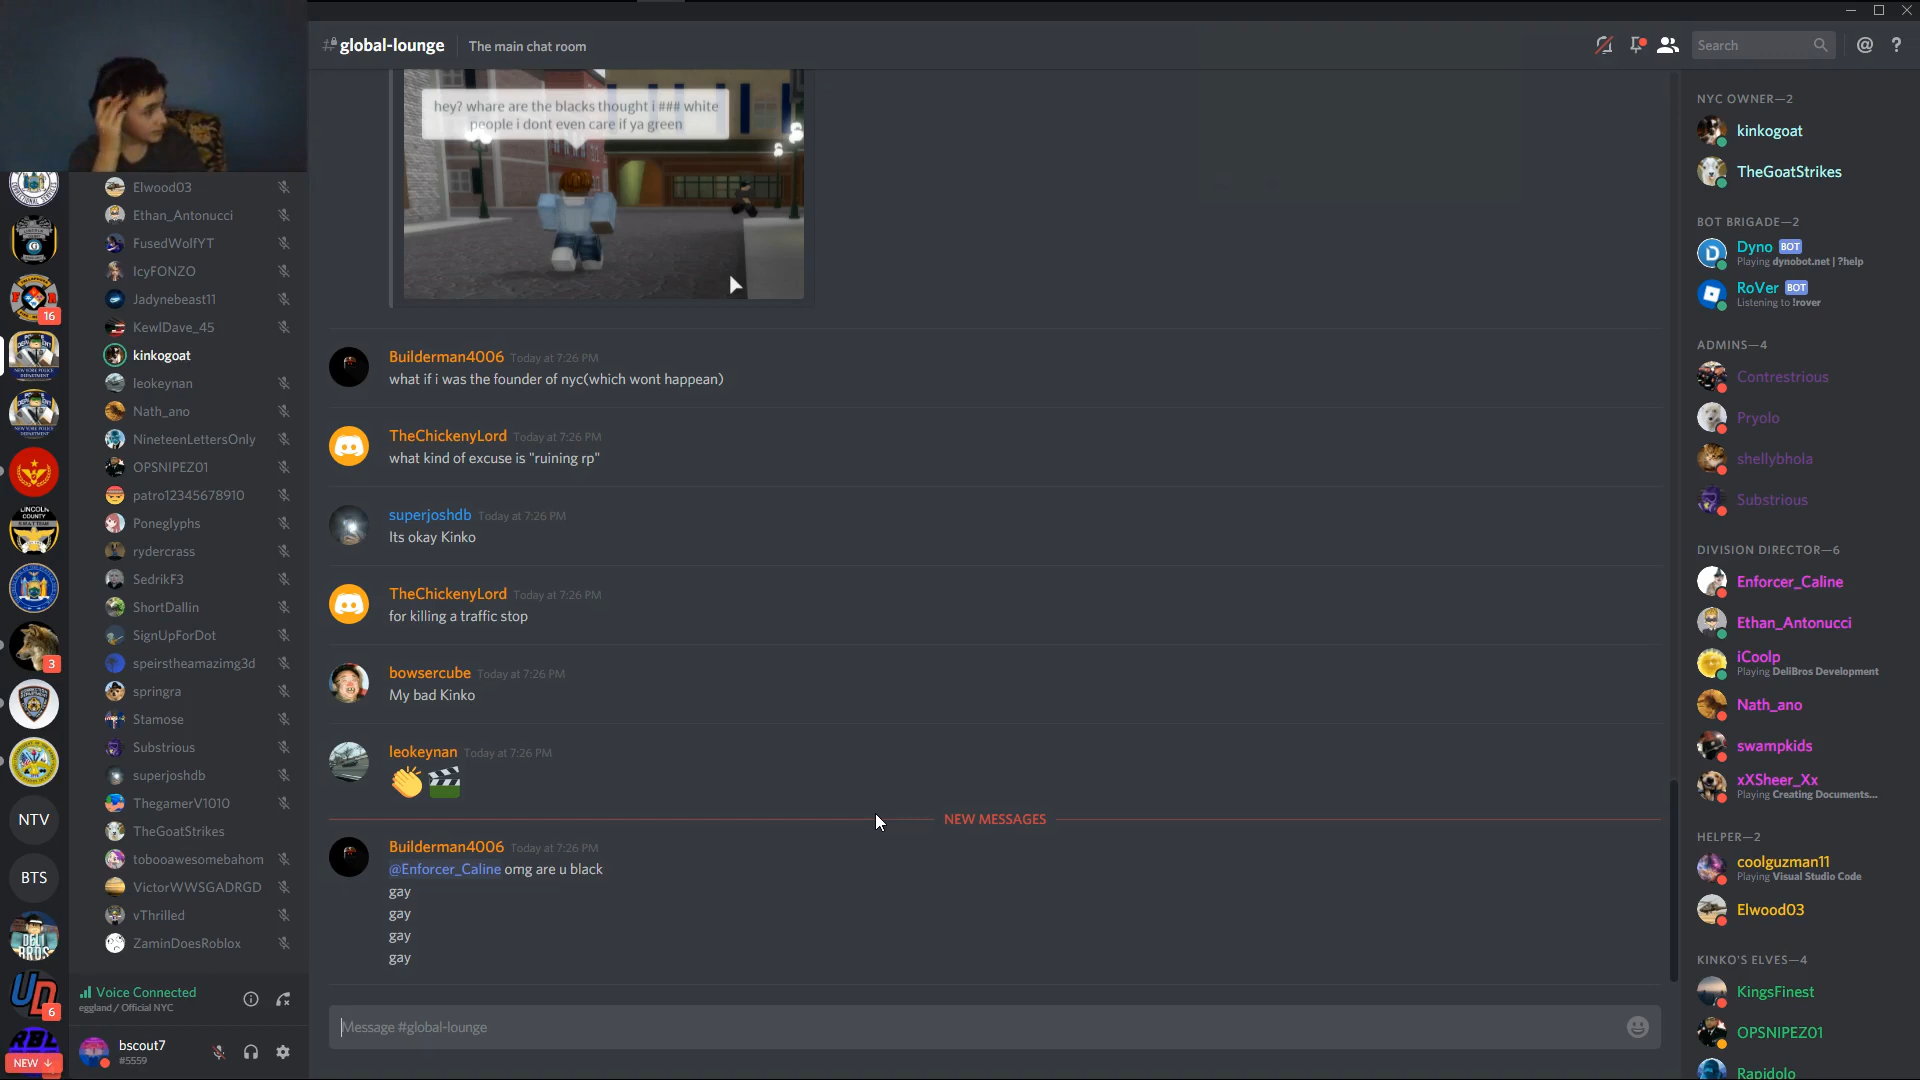 global-lounge
The main chat room
Search
hey? whare are the blacks thought i ### white
people i dont even care if ya green
Builderman4006 Today at 7:26 PM
what if i was the founder of nyc(which wont happean)
TheChickenyLord Today at 7:26 PM
what kind of excuse is "ruining rp"
superjoshdb Today at 7:26 PM
Its okay Kinko
TheChickenyLord Today at 7:26 PM
for killing a traffic stop
bowsercube Today at 7:26 PM
My bad Kinko
leokeynan Today at 7:26 PM
NEW MESSAGES
Builderman4006 Today at 7:26 PM
@Enforcer_Caline omg are u black
gay
gay
gay
gay
Message #global-lounge
16
LINCOLN
COUNTY
3
NTV
BTS
DELI
BROS
6
NEW
Elwood03
Ethan_Antonucci
FusedWolfYT
IcyFONZO
Jadynebeast11
KewlDave_45
kinkogoat
leokeynan
Nath_ano
NineteenLettersOnly
OPSNIPEZ01
patro12345678910
Poneglyphs
rydercrass
SedrikF3
ShortDallin
SignUpForDot
speirstheamazimg3d
springra
Stamose
Substrious
superjoshdb
ThegamerV1010
TheGoatStrikes
tobooawesomebahom
VictorWWSGADRGD
vThrilled
ZaminDoesRoblox
Voice Connected
eggland / Official NYC
bscout7
#5559
NYC OWNER—2
kinkogoat
TheGoatStrikes
BOT BRIGADE—2
Dyno BOT
Playing dynobot.net | ?help
RoVer BOT
Listening to !rover
ADMINS—4
Contrestrious
Pryolo
shellybhola
Substrious
DIVISION DIRECTOR—6
Enforcer_Caline
Ethan_Antonucci
iCoolp
Playing DeliBros Development
Nath_ano
swampkids
xXSheer_Xx
Playing Creating Documents...
HELPER—2
coolguzman11
Playing Visual Studio Code
Elwood03
KINKO'S ELVES—4
KingsFinest
OPSNIPEZ01
Rapidolo